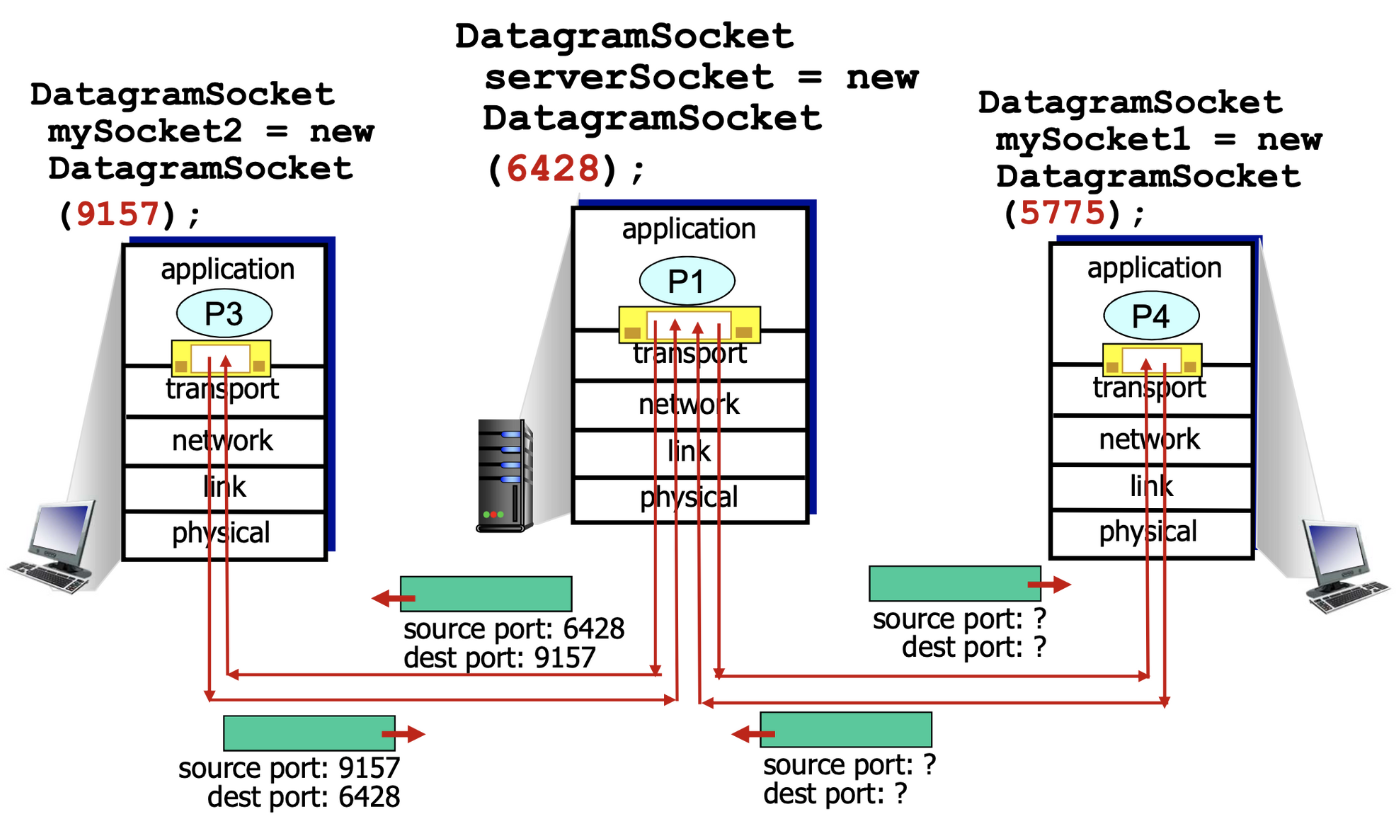 DatagramSocket
mySocket2 = new
DatagramSocket
(9157);
DatagramSocket
serverSocket = new
DatagramSocket
(6428);
DatagramSocket
mySocket1 = new
DatagramSocket
(5775);
application
P3
transport
network
link
physical
application
P1
transport
network
link
physical
application
P4
transport
network
link
physical
source port: 6428
dest port: 9157
source port: ?
dest port: ?
source port: 9157
dest port: 6428
source port: ?
dest port: ?